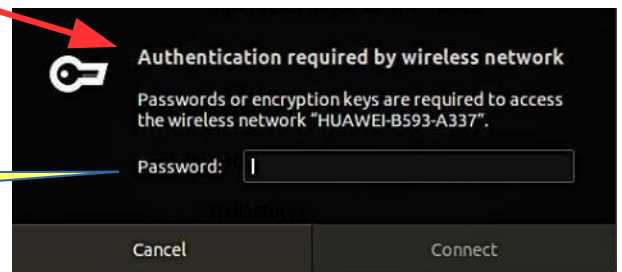 Authentication required by wireless network
Passwords or encryption keys are required to access
the wireless network "HUAWEI-B593-A337".
Password:
Cancel
Connect